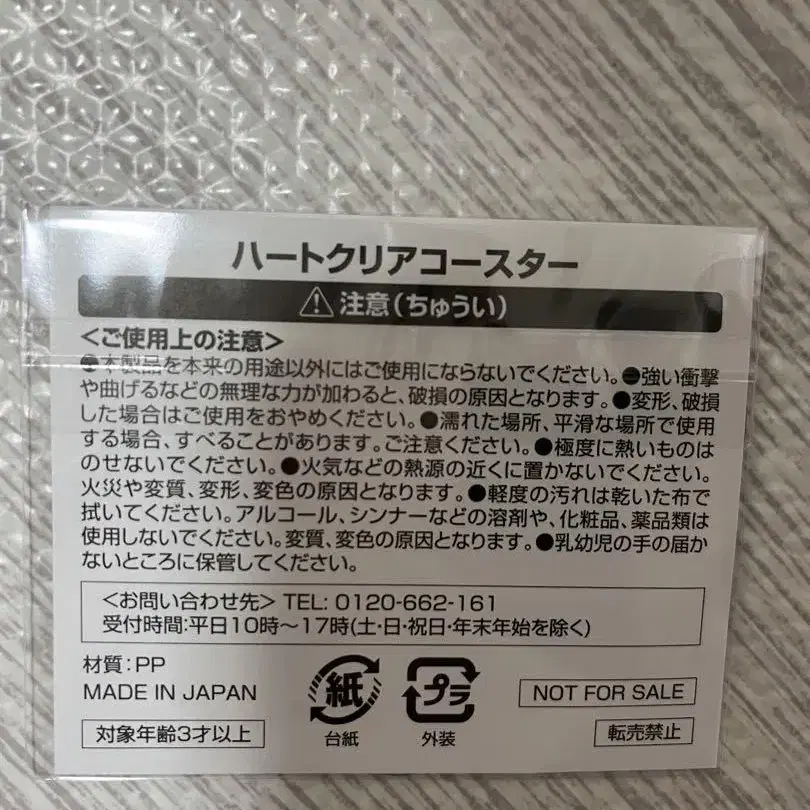 ハートクリアコースター
注意(ちゅうい)
<ご使用上の注意>
●本製品を本来の用途以外にはご使用にならないでください。●強い衝撃
や曲げるなどの無理な力が加わると、破損の原因となります。●変形、破損
した場合はご使用をおやめください。●濡れた場所、平滑な場所で使用
する場合、すべることがあります。ご注意ください。●極度に熱いものは
のせないでください。●火気などの熱源の近くに置かないでください。
火災や変質、変形、変色の原因となります。●軽度の汚れは乾いた布で
拭いてください。アルコール、シンナーなどの溶剤や、化粧品、薬品類は
使用しないでください。変質、変色の原因となります。●乳幼児の手の届か
ないところに保管してください。
<お問い合わせ先> TEL: 0120-662-161
受付時間:平日10時～17時(土・日・祝日・年末年始を除く)
材質:PP
MADE IN JAPAN
対象年齢3才以上
紙
台紙
プラ
外装
NOT FOR SALE
転売禁止